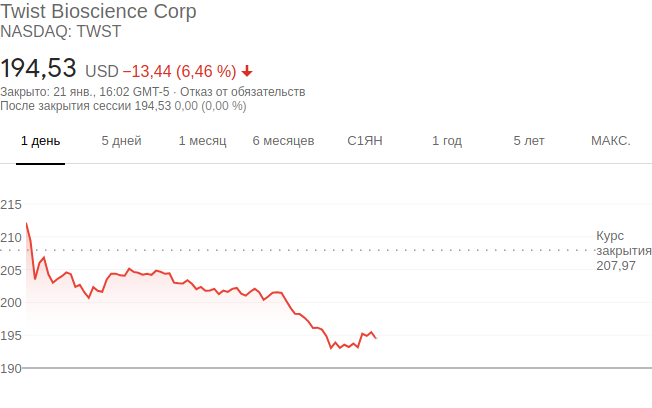 Twist Bioscience Corp
NASDAQ: TWST
194,53 USD −13,44 (6,46 %)
Закрыто: 21 янв., 16:02 GMT-5 · Отказ от обязательств
После закрытия сессии 194,53 0,00 (0,00 %)
1 день 5 дней 1 месяц 6 месяцев С1ЯН 1 год 5 лет МАКС.
215
210
205
200
195
190
Курс
закрытия
207,97